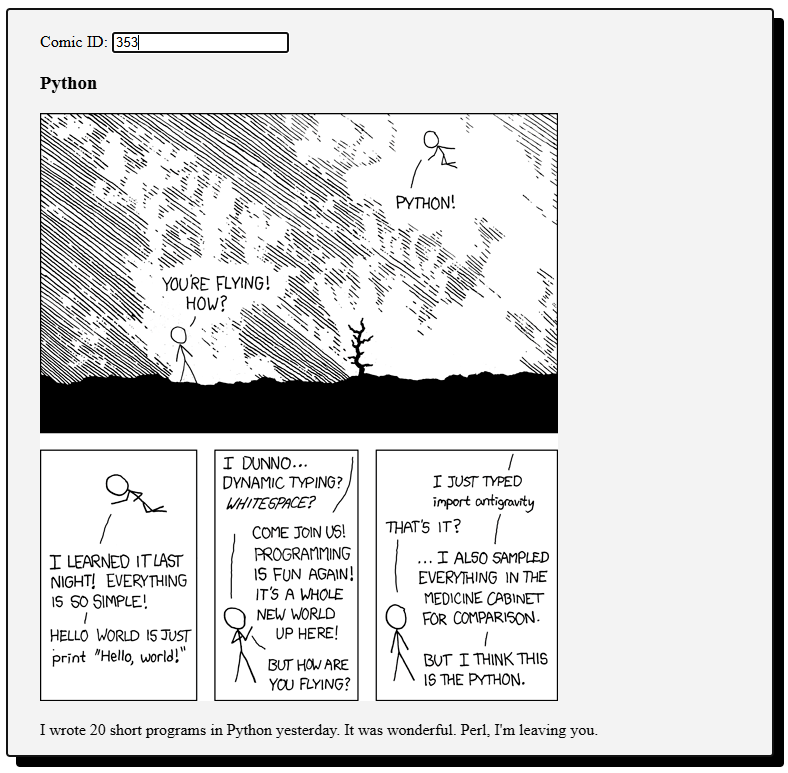 Comic ID: 353
Python
PYTHON!
YOU'RE FLYING!
HOW?
I LEARNED IT LAST
NIGHT! EVERYTHING
IS SO SIMPLE!
HELLO WORLD IS JUST
print "Hello, world!"
I DUNNO...
DYNAMIC TYPING?
WHITESPACE?
COME JOIN US!
PROGRAMMING
IS FUN AGAIN!
IT'S A WHOLE
NEW WORLD
UP HERE!
BUT HOW ARE
YOU FLYING?
I JUST TYPED
import antigravity
THAT'S IT?
... I ALSO SAMPLED
EVERYTHING IN THE
MEDICINE CABINET
FOR COMPARISON.
BUT I THINK THIS
IS THE PYTHON.
I wrote 20 short programs in Python yesterday. It was wonderful. Perl, I'm leaving you.